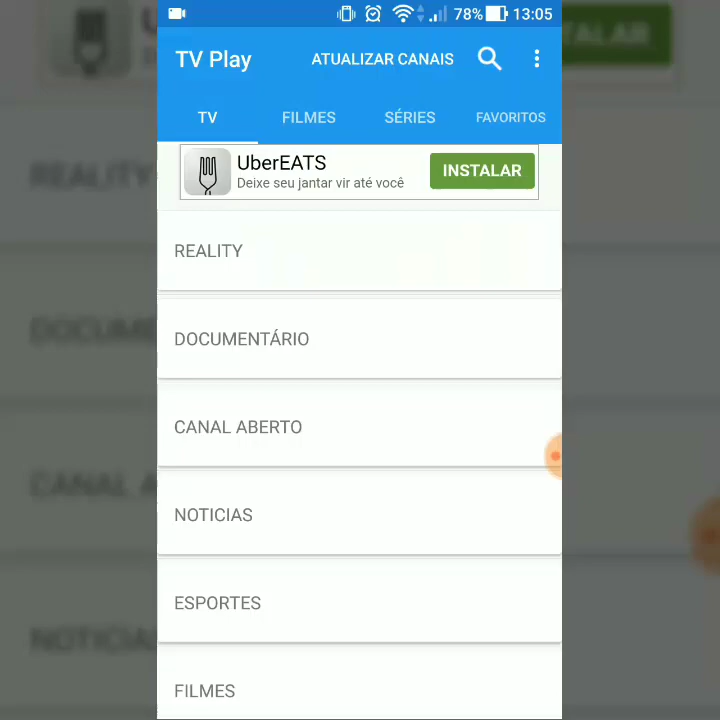 78% 13:05
TV Play ATUALIZAR CANAIS
TV FILMES SÉRIES FAVORITOS
UberEATS
Deixe seu jantar vir até você
INSTALAR
REALITY
DOCUMENTÁRIO
CANAL ABERTO
NOTICIAS
ESPORTES
FILMES